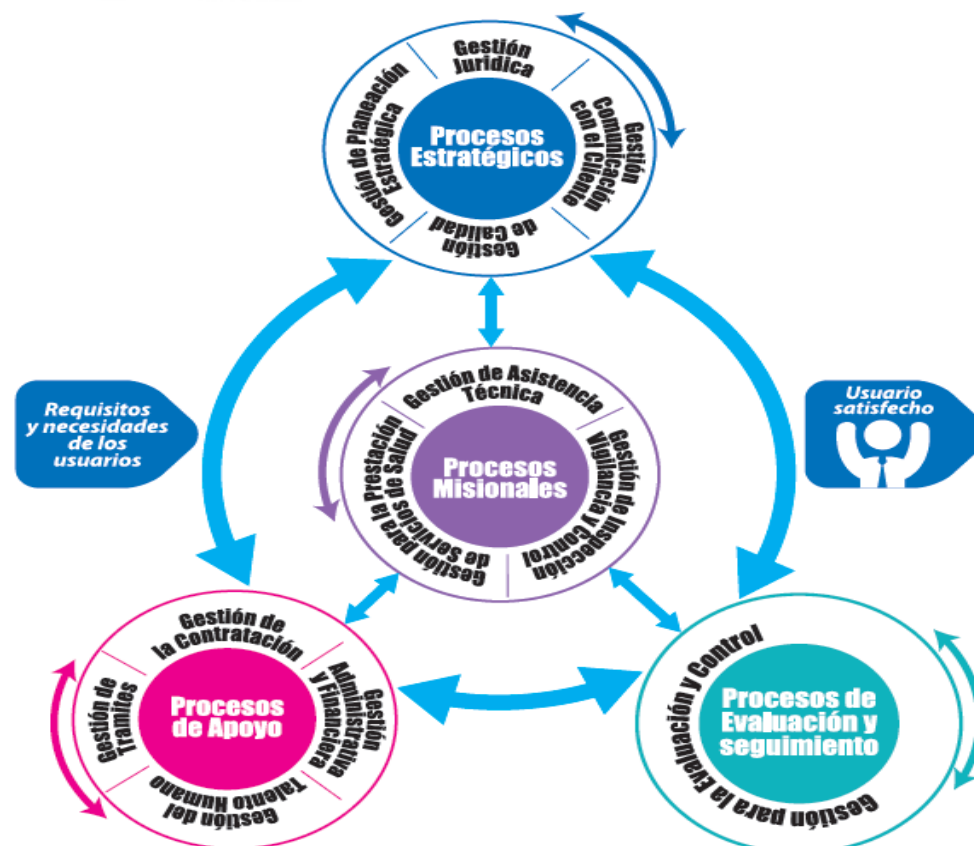 Gestión
Jurídica
Gestión de Planeación
Estratégica
Procesos
Estratégicos
Gestión
Comunicación
con el cliente
Gestión
de Calidad
Requisitos
y necesidades
de los
usuarios
Usuario
satisfecho
Gestión de Asistencia
Técnica
Gestión para la Prestación
de Servicios de Salud
Procesos
Misionales
Gestión de Inspección
Vigilancia y Control
Gestión de
la Contratación
Gestión de
Tramites
Procesos
de Apoyo
Gestión
Administrativa
y Financiera
Gestión del
Talento Humano
Gestión para la Evaluación y Control
Procesos de
Evaluación y
seguimiento